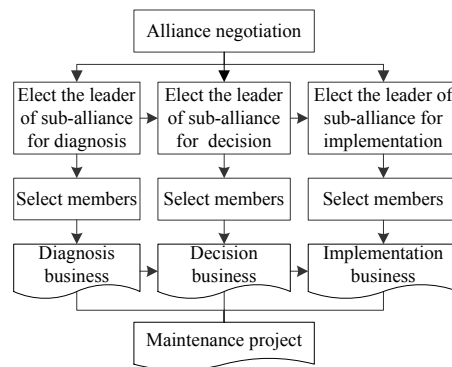 Alliance negotiation
Elect the leader
of sub-alliance
for diagnosis
Elect the leader
of sub-alliance
for decision
Elect the leader of
sub-alliance for
implementation
Select members
Select members
Select members
Diagnosis
business
Decision
business
Implementation
business
Maintenance project